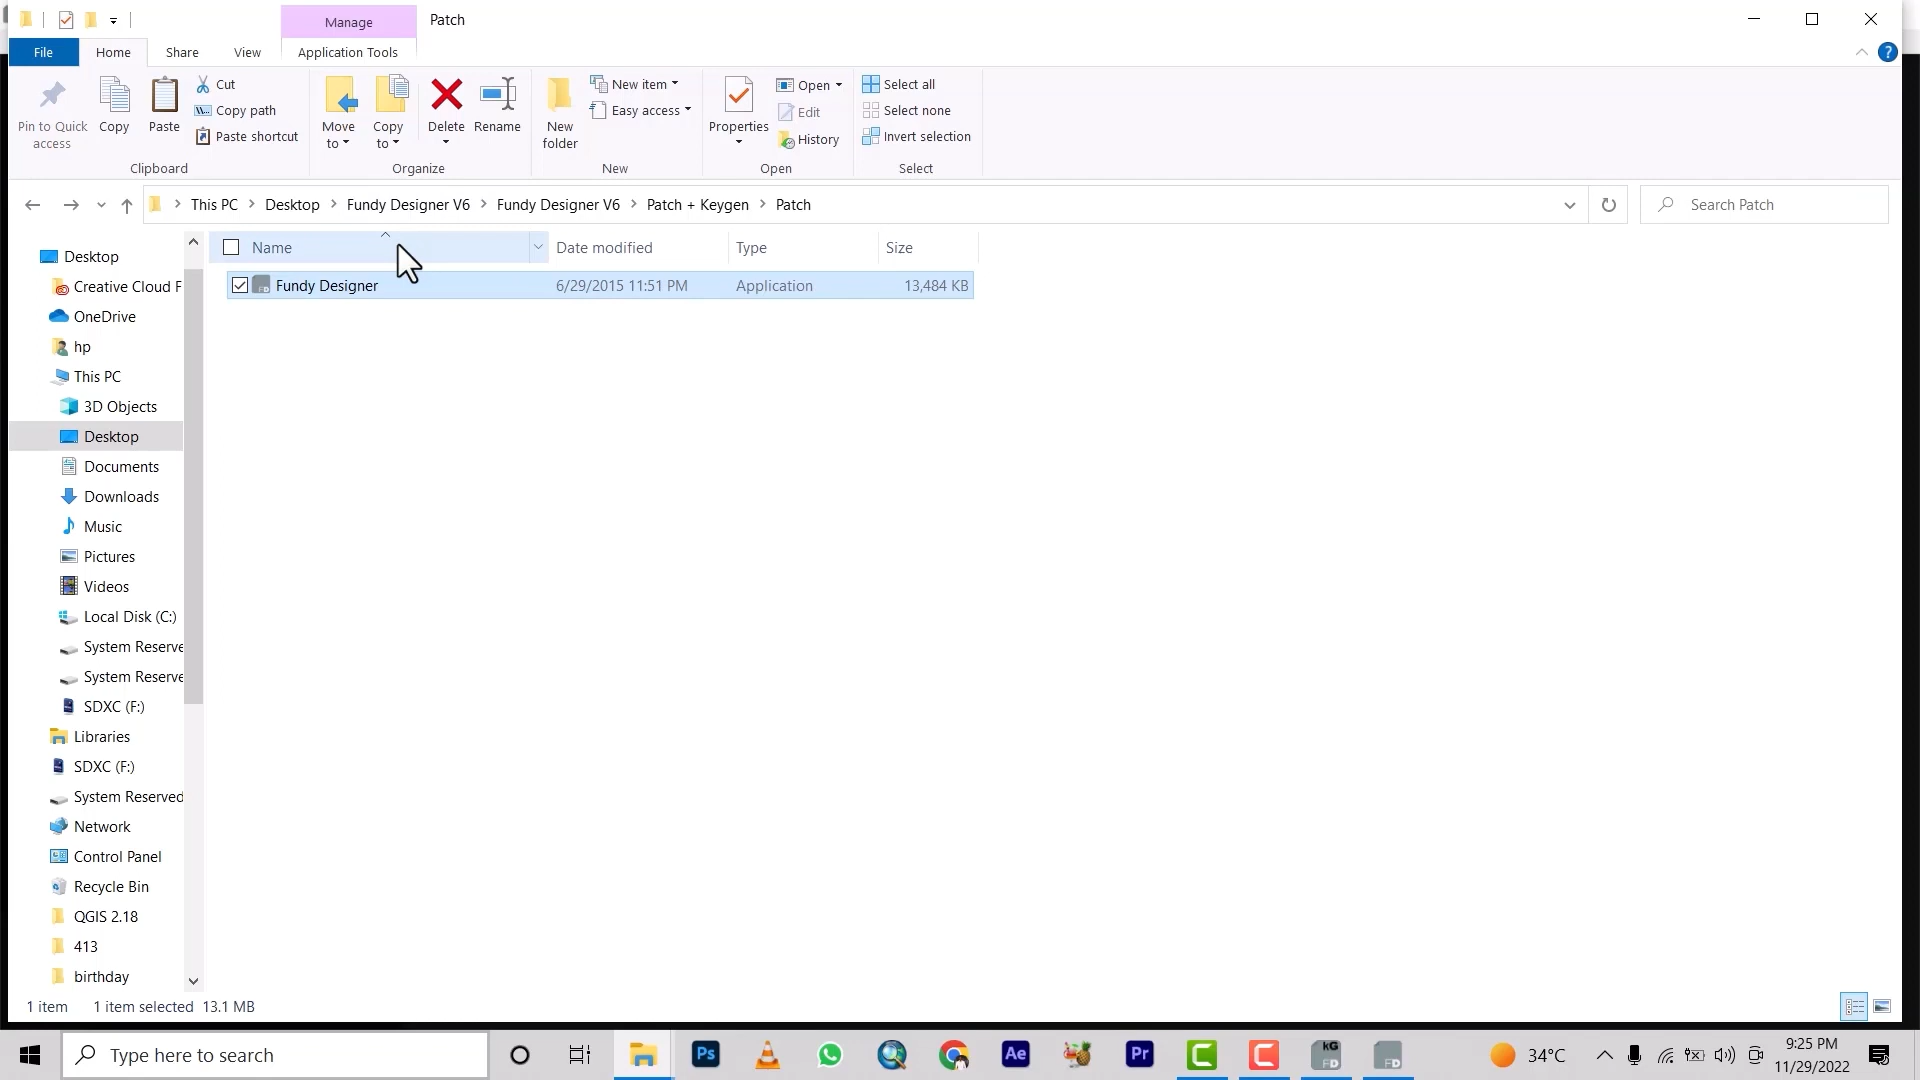 Manage
Patch
File
Home
Share
View
Application Tools
Pin to Quick access
Copy
Paste
Cut
Copy path
Paste shortcut
Clipboard
Move to
Copy to
Delete
Rename
Organize
New folder
New item
Easy access
New
Properties
Open
Edit
History
Open
Select all
Select none
Invert selection
Select
This PC > Desktop > Fundy Designer V6 > Fundy Designer V6 > Patch + Keygen > Patch
Search Patch
Name
Date modified
Type
Size
Fundy Designer
6/29/2015 11:51 PM
Application
13,484 KB
Desktop
Creative Cloud F
OneDrive
hp
This PC
3D Objects
Desktop
Documents
Downloads
Music
Pictures
Videos
Local Disk (C:)
System Reserve
System Reserve
SDXC (F:)
Libraries
SDXC (F:)
System Reserved
Network
Control Panel
Recycle Bin
QGIS 2.18
413
birthday
1 item
1 item selected 13.1 MB
Type here to search
Ps
Ae
Pr
KG
FD
FD
34°C
9:25 PM
11/29/2022